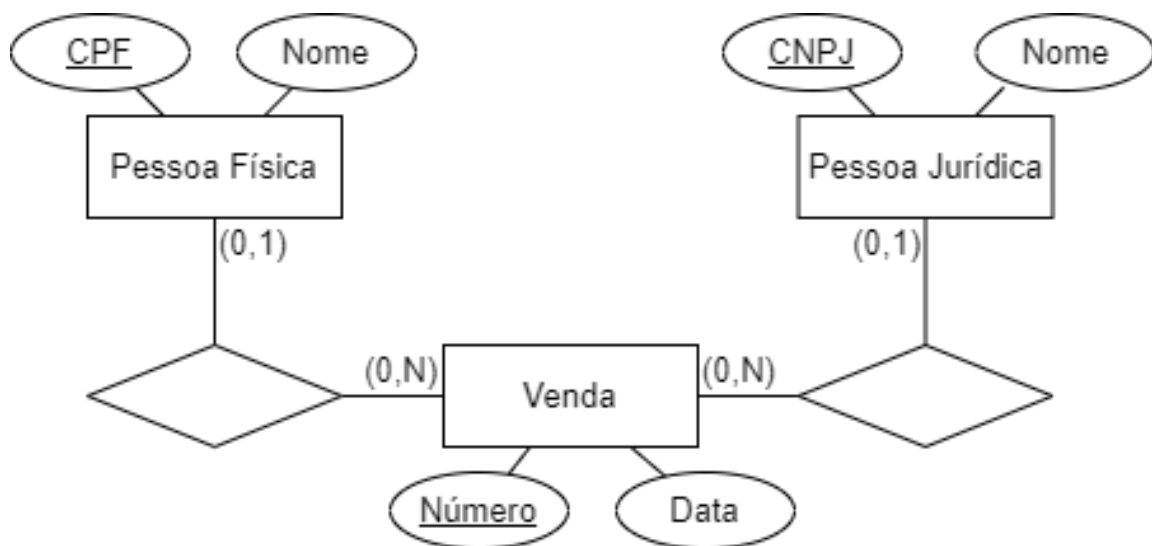 CPF
Nome
CNPJ
Nome
Pessoa Física
Pessoa Jurídica
(0,1)
(0,1)
(0,N)
Venda
(0,N)
Número
Data